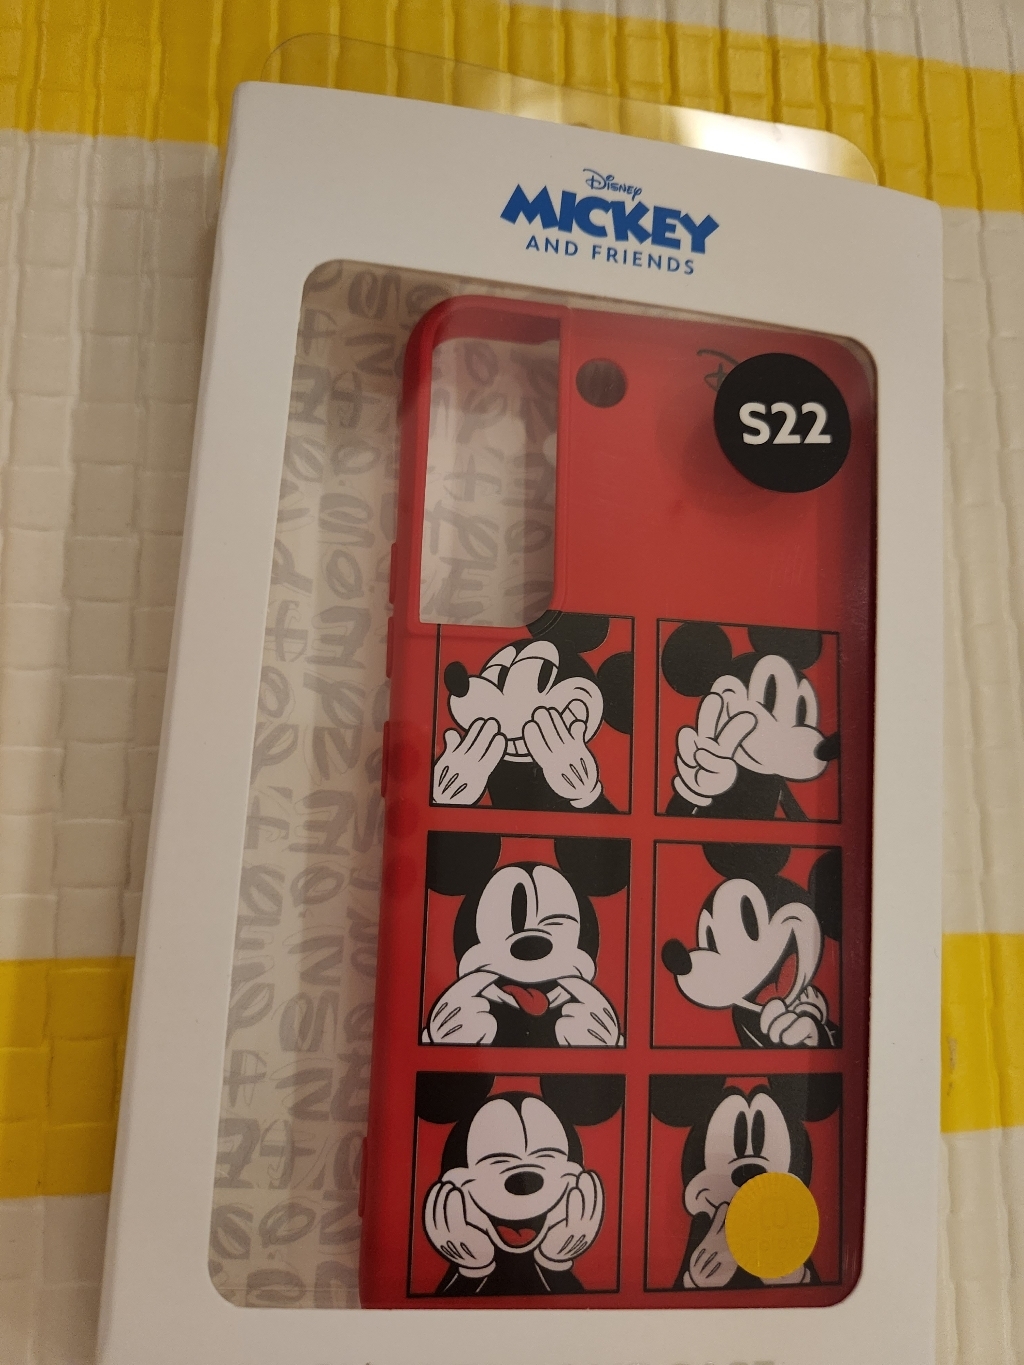 Disney
MICKEY
AND FRIENDS
S22